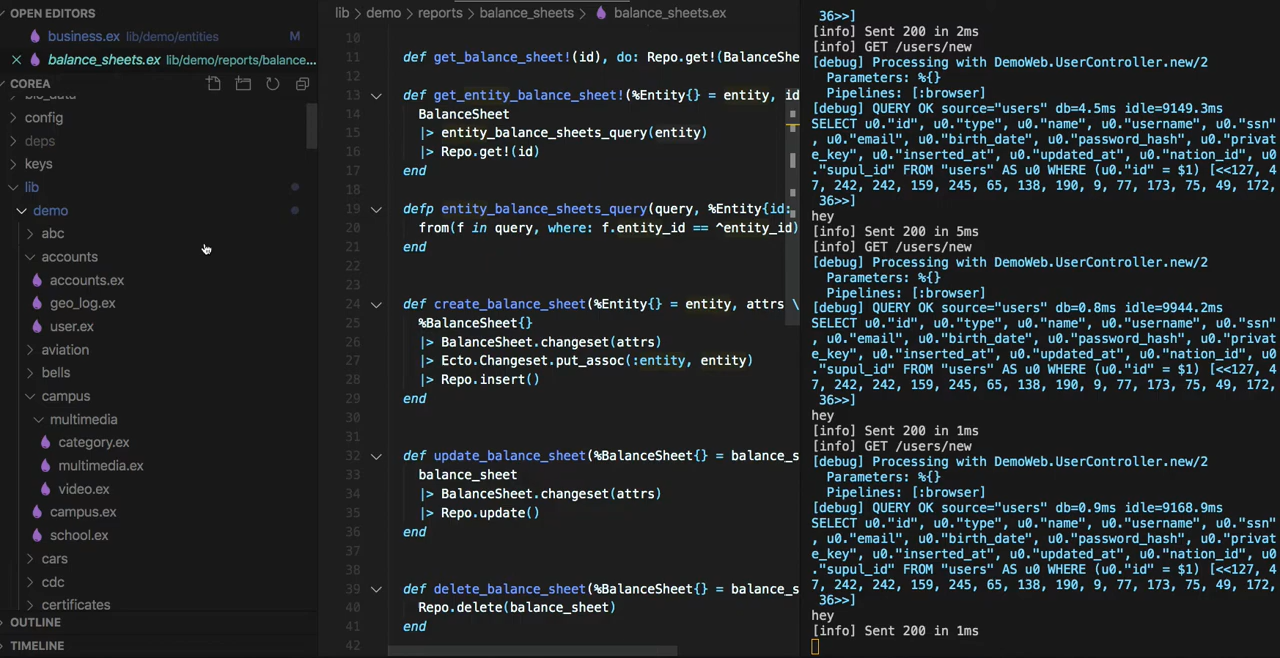 OPEN EDITORS
business.ex lib/demo/entities M
balance_sheets.ex lib/demo/reports/balance...
COREA
bio_data
config
deps
keys
lib
demo
abc
accounts
accounts.ex
geo_log.ex
user.ex
aviation
bells
campus
multimedia
category.ex
multimedia.ex
video.ex
campus.ex
school.ex
cars
cdc
certificates
OUTLINE
TIMELINE
lib > demo > reports > balance_sheets > balance_sheets.ex
10
11 def get_balance_sheet!(id), do: Repo.get!(BalanceShe
12
13 def get_entity_balance_sheet!(%Entity{} = entity, id
14 BalanceSheet
15 |> entity_balance_sheets_query(entity)
16 |> Repo.get!(id)
17 end
18
19 defp entity_balance_sheets_query(query, %Entity{id:
20 from(f in query, where: f.entity_id == ^entity_id)
21 end
22
23
24 def create_balance_sheet(%Entity{} = entity, attrs \
25 %BalanceSheet{}
26 |> BalanceSheet.changeset(attrs)
27 |> Ecto.Changeset.put_assoc(:entity, entity)
28 |> Repo.insert()
29 end
30
31
32 def update_balance_sheet(%BalanceSheet{} = balance_s
33 balance_sheet
34 |> BalanceSheet.changeset(attrs)
35 |> Repo.update()
36 end
37
38
39 def delete_balance_sheet(%BalanceSheet{} = balance_s
40 Repo.delete(balance_sheet)
41 end
42
36>>]
[info] Sent 200 in 2ms
[info] GET /users/new
[debug] Processing with DemoWeb.UserController.new/2
Parameters: %{}
Pipelines: [:browser]
[debug] QUERY OK source="users" db=4.5ms idle=9149.3ms
SELECT u0."id", u0."type", u0."name", u0."username", u0."ssn"
, u0."email", u0."birth_date", u0."password_hash", u0."privat
e_key", u0."inserted_at", u0."updated_at", u0."nation_id", u0
."supul_id" FROM "users" AS u0 WHERE (u0."id" = $1) [<<127, 4
7, 242, 242, 159, 245, 65, 138, 190, 9, 77, 173, 75, 49, 172,
36>>]
hey
[info] Sent 200 in 5ms
[info] GET /users/new
[debug] Processing with DemoWeb.UserController.new/2
Parameters: %{}
Pipelines: [:browser]
[debug] QUERY OK source="users" db=0.8ms idle=9944.2ms
SELECT u0."id", u0."type", u0."name", u0."username", u0."ssn"
, u0."email", u0."birth_date", u0."password_hash", u0."privat
e_key", u0."inserted_at", u0."updated_at", u0."nation_id", u0
."supul_id" FROM "users" AS u0 WHERE (u0."id" = $1) [<<127, 4
7, 242, 242, 159, 245, 65, 138, 190, 9, 77, 173, 75, 49, 172,
36>>]
hey
[info] Sent 200 in 1ms
[info] GET /users/new
[debug] Processing with DemoWeb.UserController.new/2
Parameters: %{}
Pipelines: [:browser]
[debug] QUERY OK source="users" db=0.9ms idle=9168.9ms
SELECT u0."id", u0."type", u0."name", u0."username", u0."ssn"
, u0."email", u0."birth_date", u0."password_hash", u0."privat
e_key", u0."inserted_at", u0."updated_at", u0."nation_id", u0
."supul_id" FROM "users" AS u0 WHERE (u0."id" = $1) [<<127, 4
7, 242, 242, 159, 245, 65, 138, 190, 9, 77, 173, 75, 49, 172,
36>>]
hey
[info] Sent 200 in 1ms